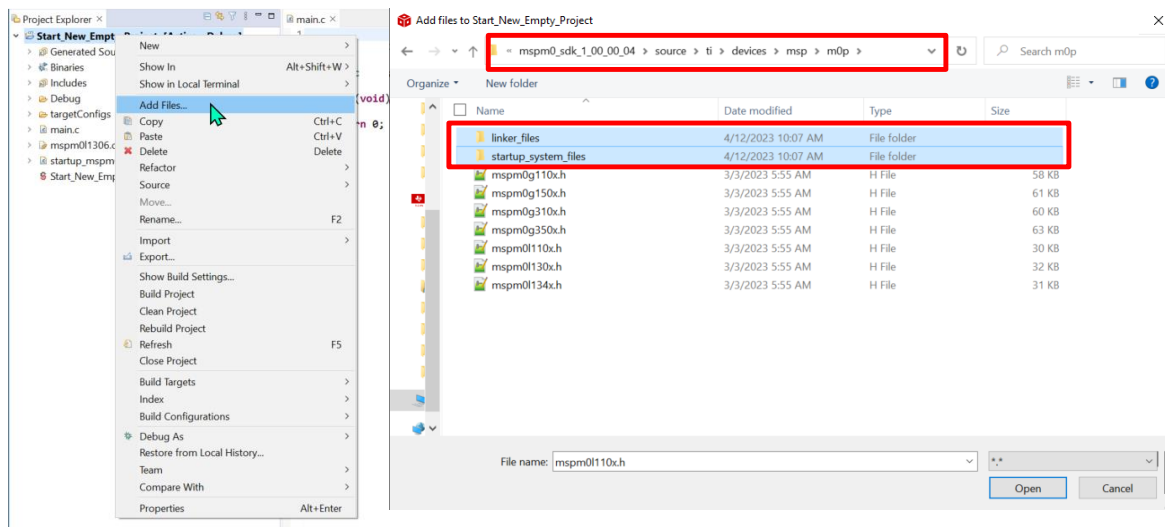 Project Explorer
main.c
Start_New_Empt
Generated Sou
Binaries
Includes
Debug
targetConfigs
main.c
mspm0l1306.c
startup_mspm
Start_New_Emp
1
(void)
n 0;
New
Show In Alt+Shift+W
Show in Local Terminal
Add Files...
Copy Ctrl+C
Paste Ctrl+V
Delete Delete
Refactor
Source
Move...
Rename... F2
Import
Export...
Show Build Settings...
Build Project
Clean Project
Rebuild Project
Refresh F5
Close Project
Build Targets
Index
Build Configurations
Debug As
Restore from Local History...
Team
Compare With
Properties Alt+Enter
Add files to Start_New_Empty_Project
« mspm0_sdk_1_00_00_04 > source > ti > devices > msp > m0p >
Search m0p
Organize New folder
Name Date modified Type Size
linker_files 4/12/2023 10:07 AM File folder
startup_system_files 4/12/2023 10:07 AM File folder
mspm0g110x.h 3/3/2023 5:55 AM H File 58 KB
mspm0g150x.h 3/3/2023 5:55 AM H File 61 KB
mspm0g310x.h 3/3/2023 5:55 AM H File 60 KB
mspm0g350x.h 3/3/2023 5:55 AM H File 63 KB
mspm0l110x.h 3/3/2023 5:55 AM H File 30 KB
mspm0l130x.h 3/3/2023 5:55 AM H File 32 KB
mspm0l134x.h 3/3/2023 5:55 AM H File 31 KB
File name: mspm0l110x.h
*.*
Open Cancel